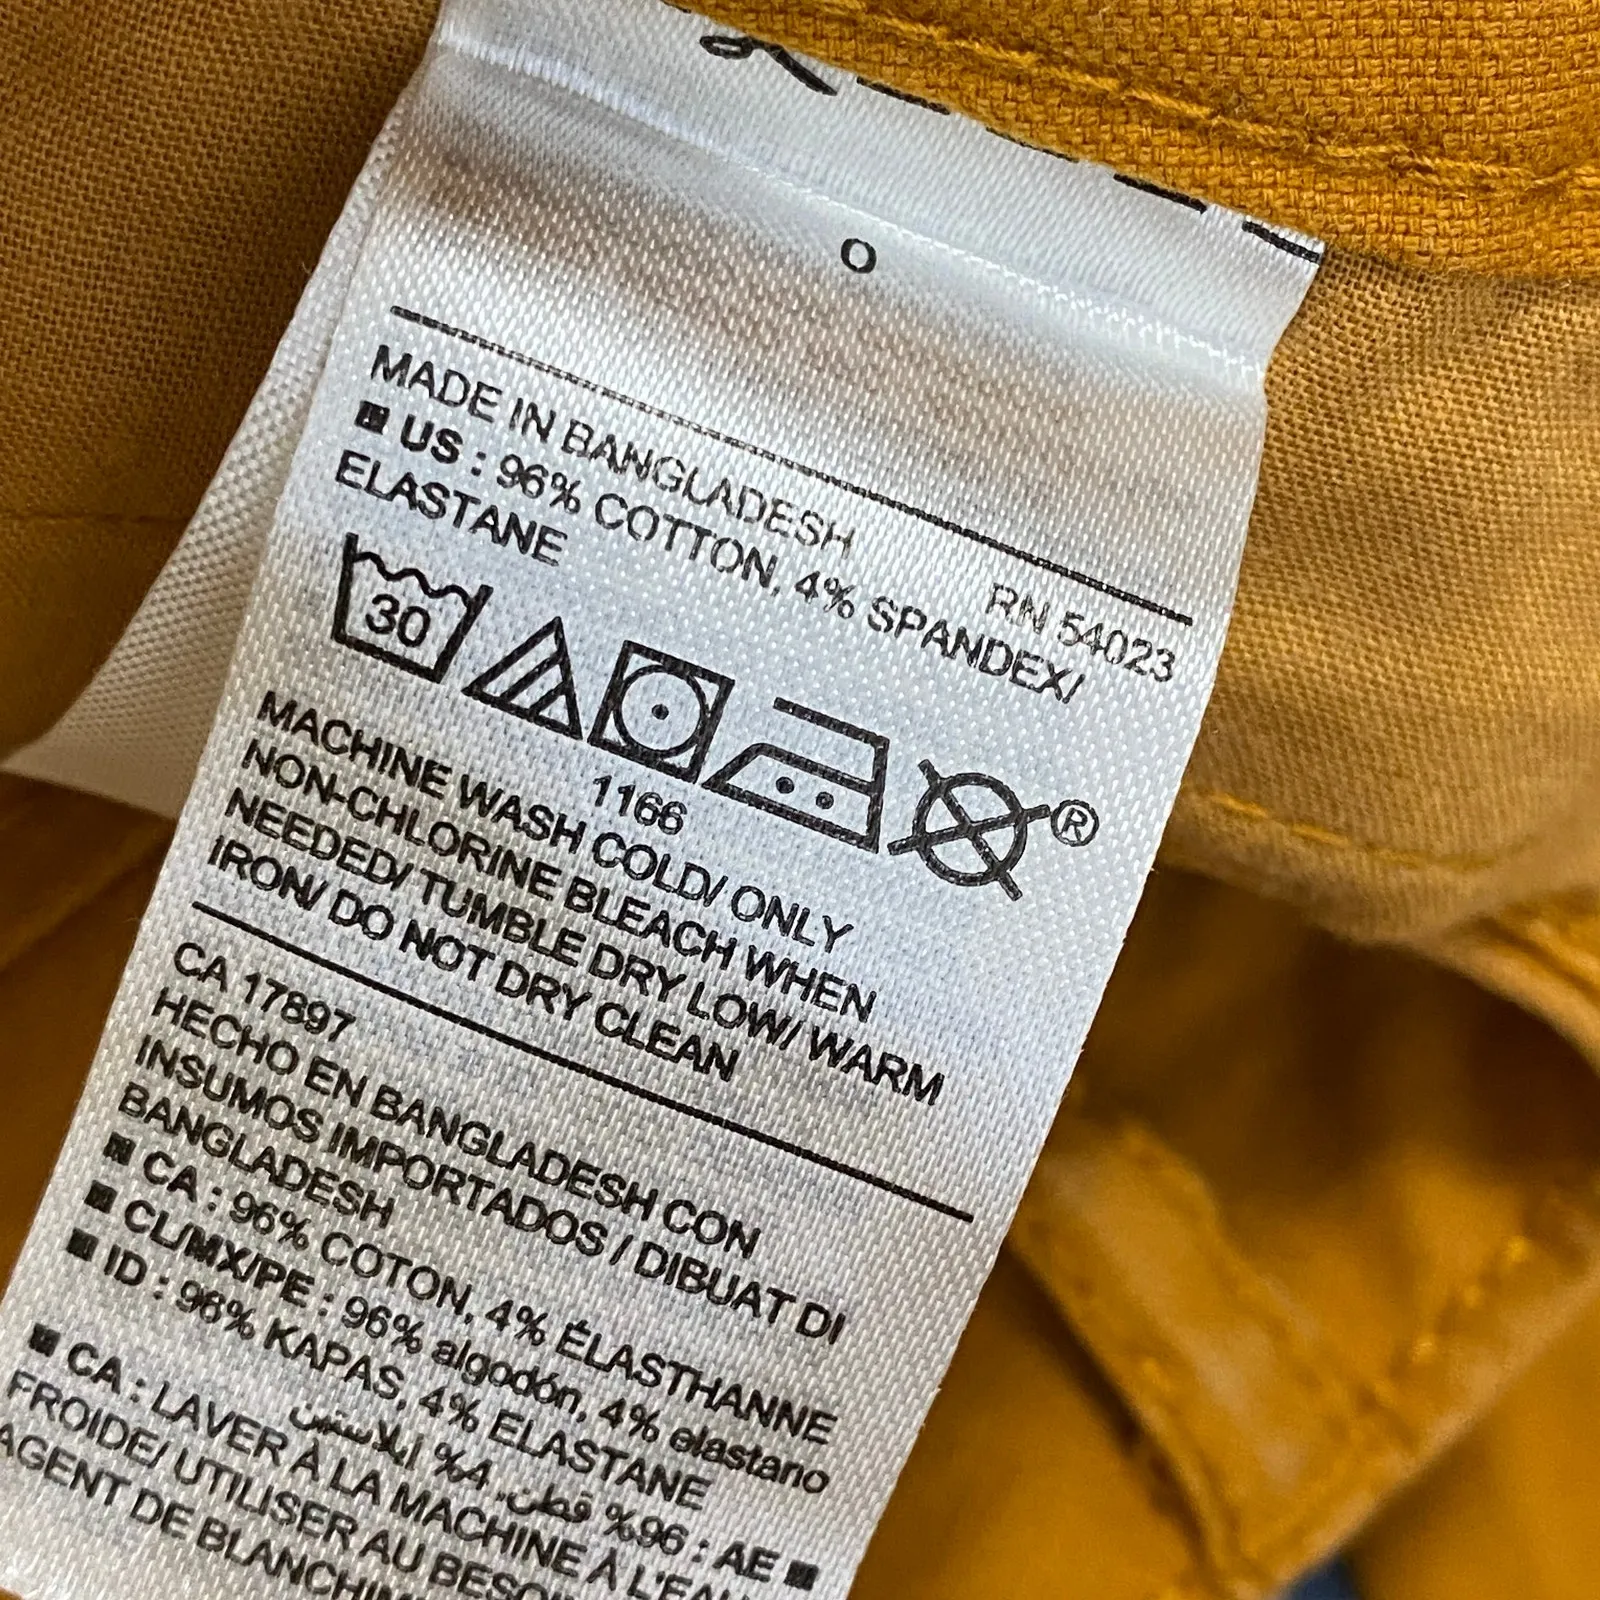 O
MADE IN BANGLADESH
RN 54023
US : 96% COTTON, 4% SPANDEX/
ELASTANE
30
®
1166
MACHINE WASH COLD/ ONLY
NON-CHLORINE BLEACH WHEN
NEEDED/ TUMBLE DRY LOW/ WARM
IRON/ DO NOT DRY CLEAN
CA 17897
HECHO EN BANGLADESH CON
INSUMOS IMPORTADOS / DIBUAT DI
BANGLADESH
CA : 96% COTON, 4% ÉLASTHANNE
CL/MX/PE : 96% algodón, 4% elastano
ID : 96% KAPAS, 4% ELASTANE
AE : 96% قطن, 4% إيلاستين
CA : LAVER À LA MACHINE À L'EAU
FROIDE/ UTILISER AU
AGENT DE